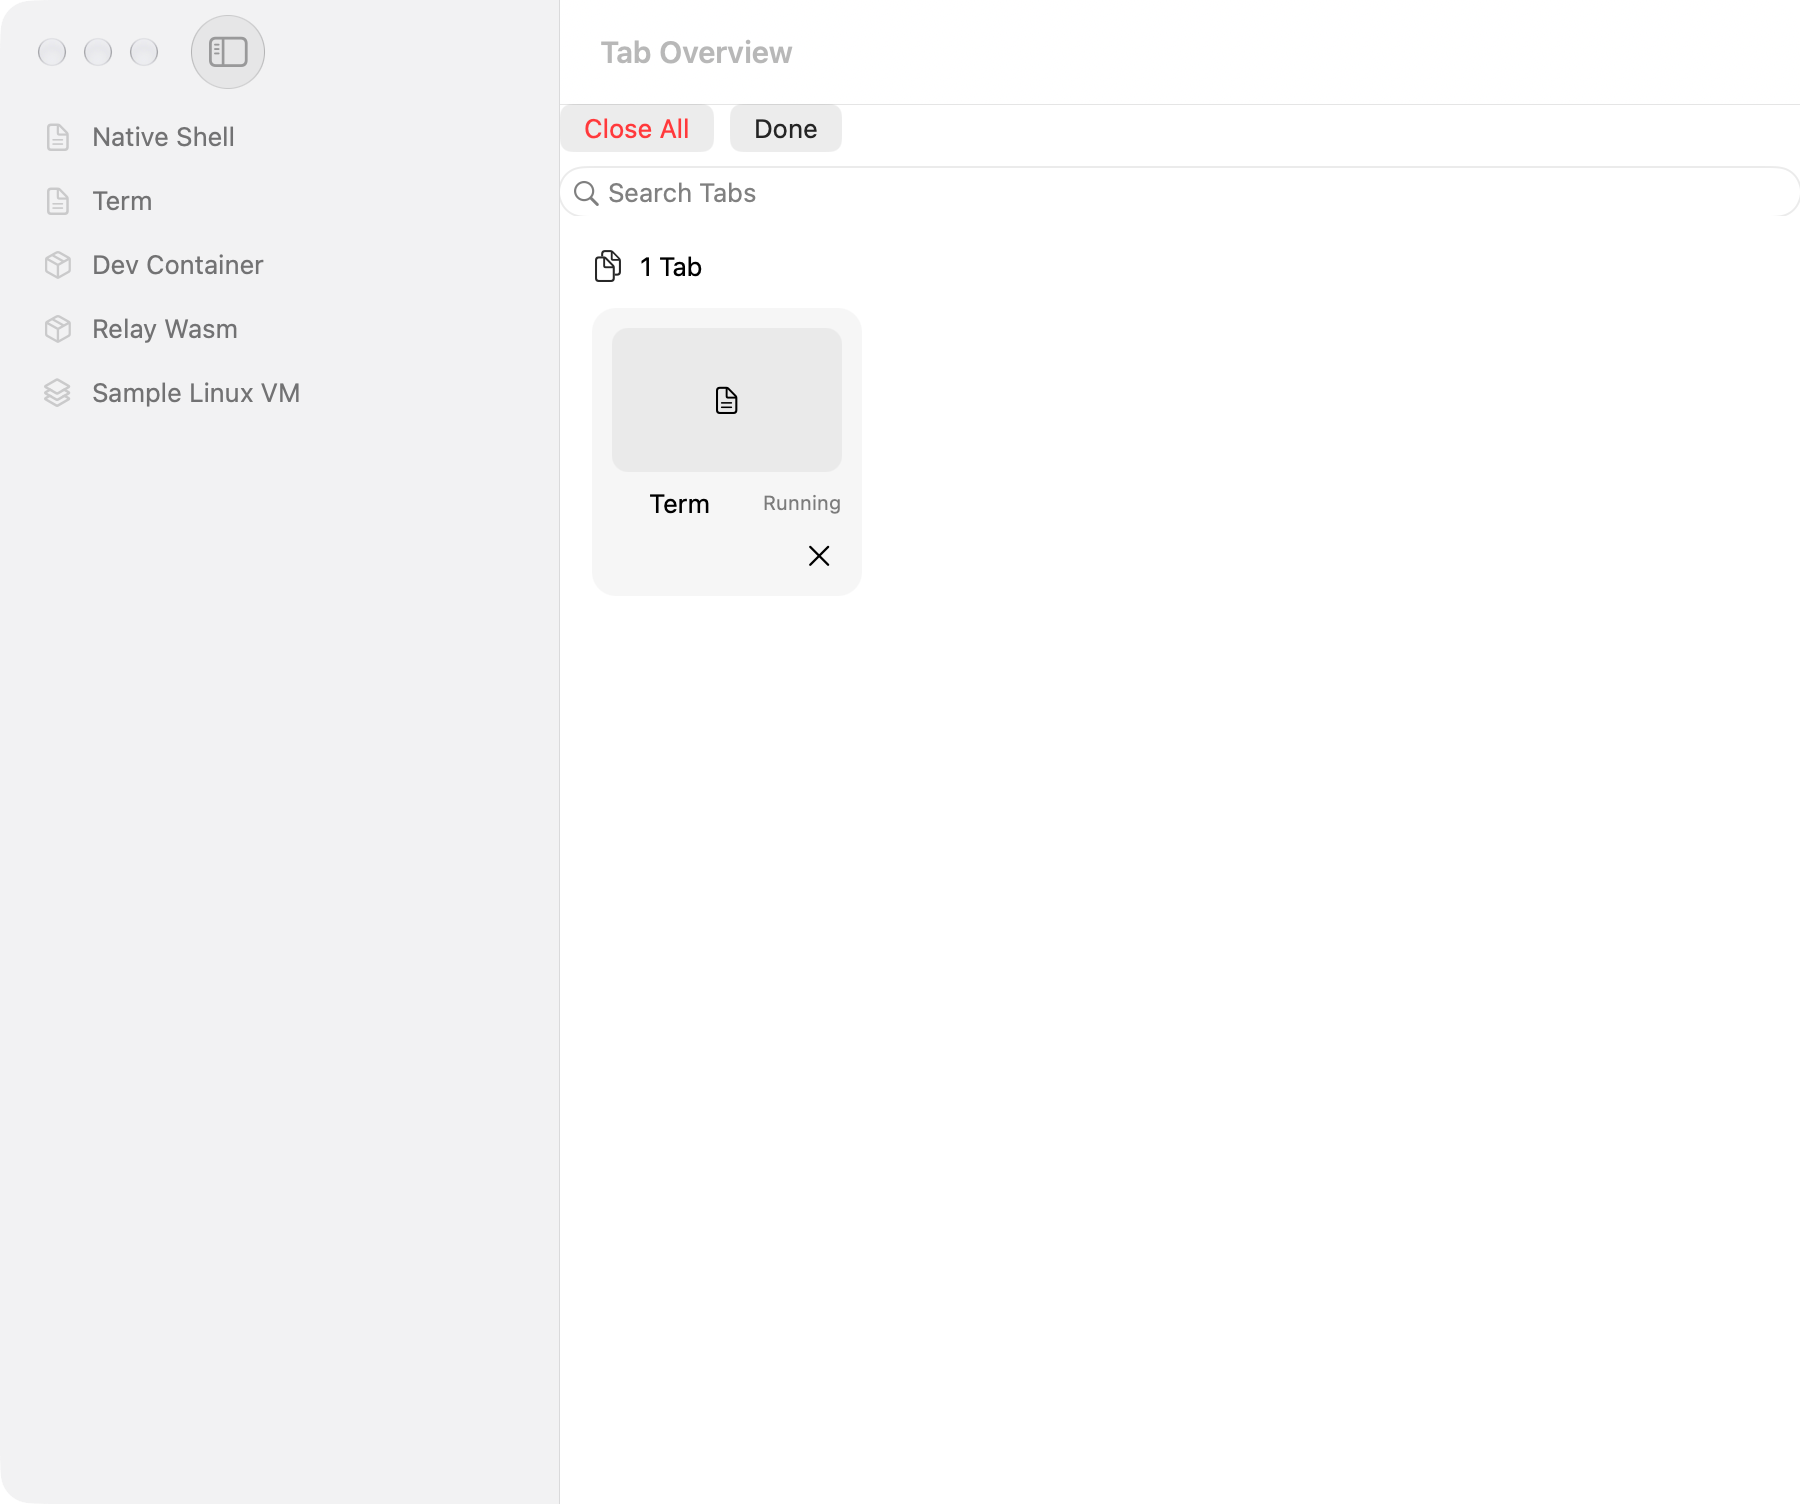 Native Shell
Term
Dev Container
Relay Wasm
Sample Linux VM
Tab Overview
Close All Done
Search Tabs
1 Tab
Term Running